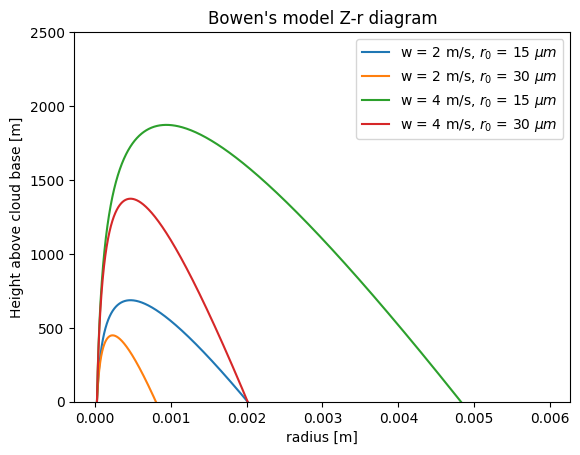 Bowen's model Z-r diagram
w = 2 m/s, r₀ = 15 μm
w = 2 m/s, r₀ = 30 μm
w = 4 m/s, r₀ = 15 μm
w = 4 m/s, r₀ = 30 μm
Height above cloud base [m]
2500
2000
1500
1000
500
0
0.000 0.001 0.002 0.003 0.004 0.005 0.006
radius [m]